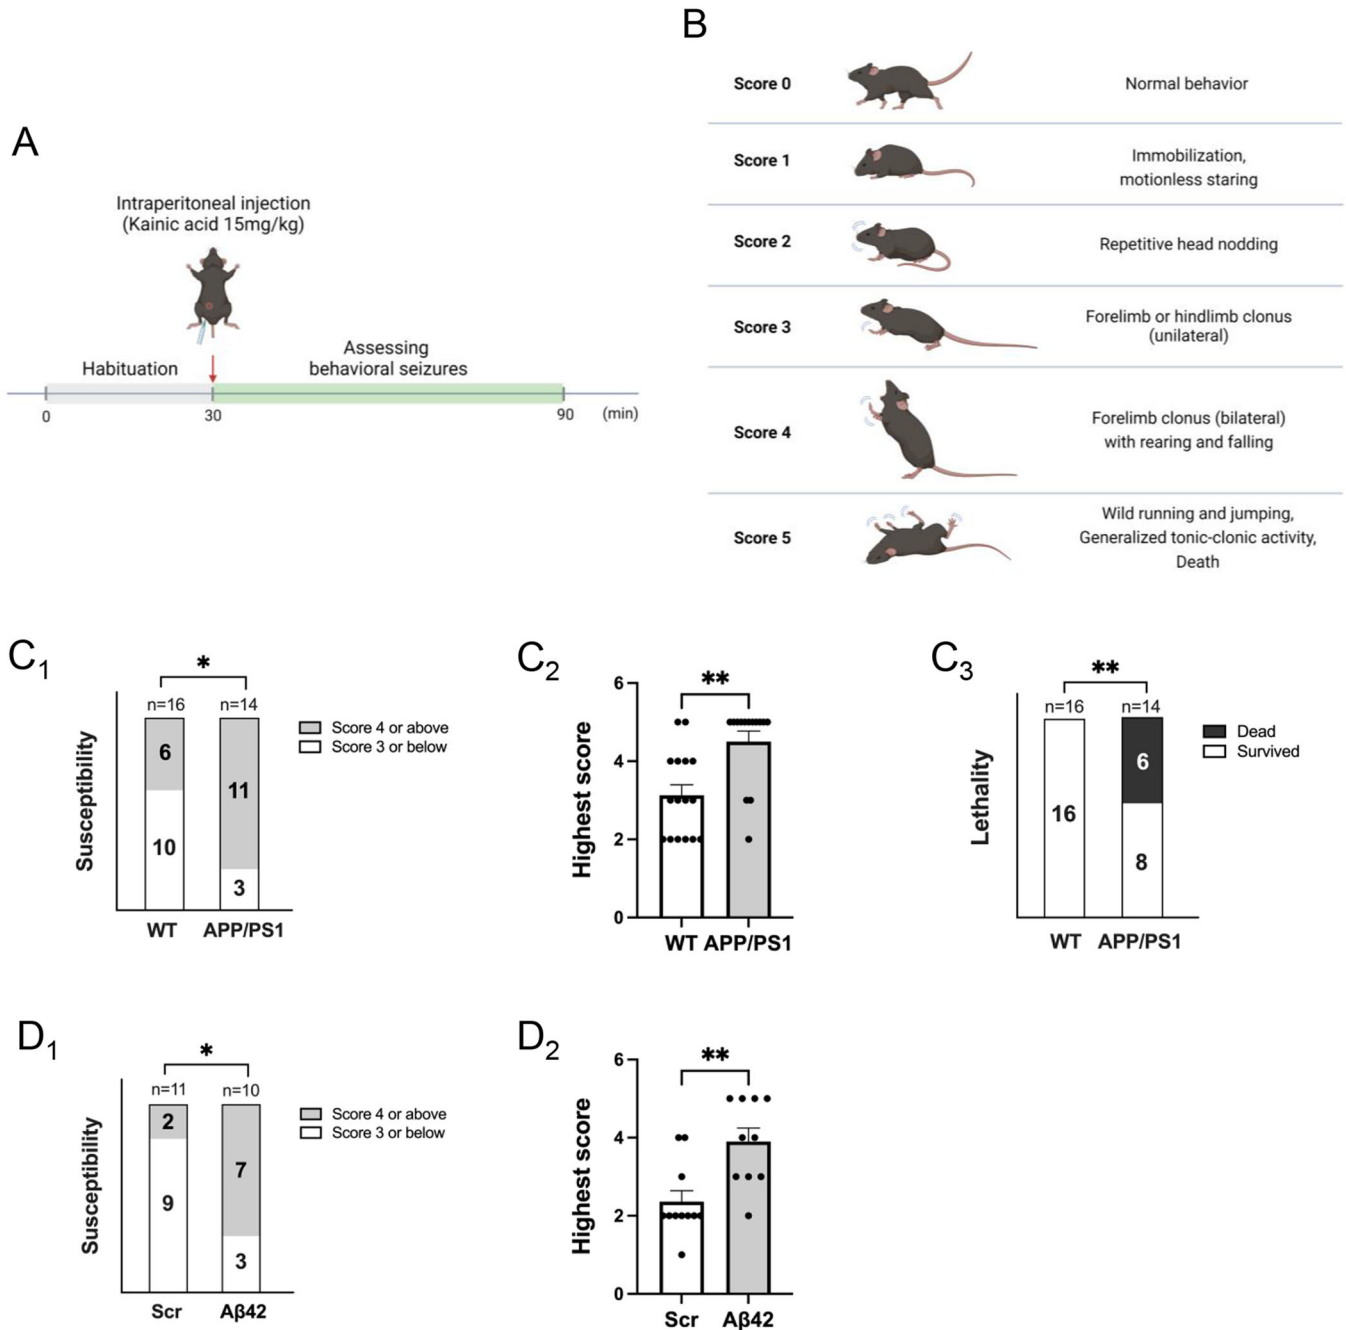 A
Intraperitoneal injection
(Kainic acid 15mg/kg)
Habituation
Assessing
behavioral seizures
0
30
90
(min)
B
Score 0
Normal behavior
Score 1
Immobilization,
motionless staring
Score 2
Repetitive head nodding
Score 3
Forelimb or hindlimb clonus
(unilateral)
Score 4
Forelimb clonus (bilateral)
with rearing and falling
Score 5
Wild running and jumping,
Generalized tonic-clonic activity,
Death
C1
*
n=16
n=14
Susceptibility
6
10
11
3
WT
APP/PS1
Score 4 or above
Score 3 or below
C2
**
Highest score
6
4
2
0
WT
APP/PS1
C3
**
n=16
n=14
Lethality
16
6
8
WT
APP/PS1
Dead
Survived
D1
*
n=11
n=10
Susceptibility
2
9
7
3
Scr
Aβ42
Score 4 or above
Score 3 or below
D2
**
Highest score
6
4
2
0
Scr
Aβ42